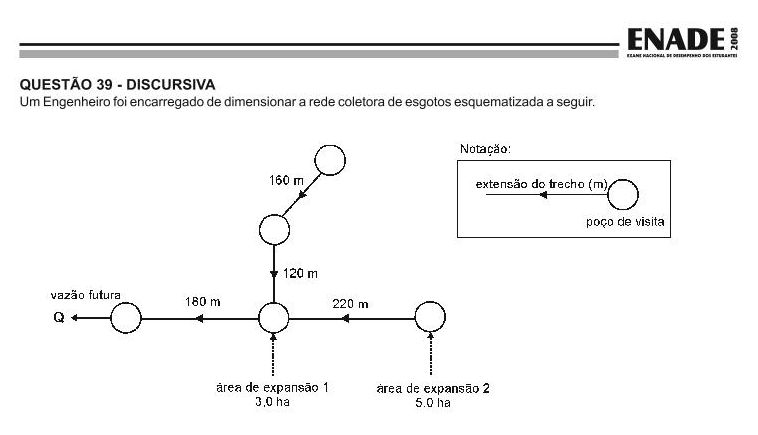 ENADE 2008
EXAME NACIONAL DE DESEMPENHO DOS ESTUDANTES
QUESTÃO 39 - DISCURSIVA
Um Engenheiro foi encarregado de dimensionar a rede coletora de esgotos esquematizada a seguir.
Notação:
extensão do trecho (m)
poço de visita
160 m
120 m
vazão futura
180 m
220 m
Q
área de expansão 1
3,0 ha
área de expansão 2
5.0 ha